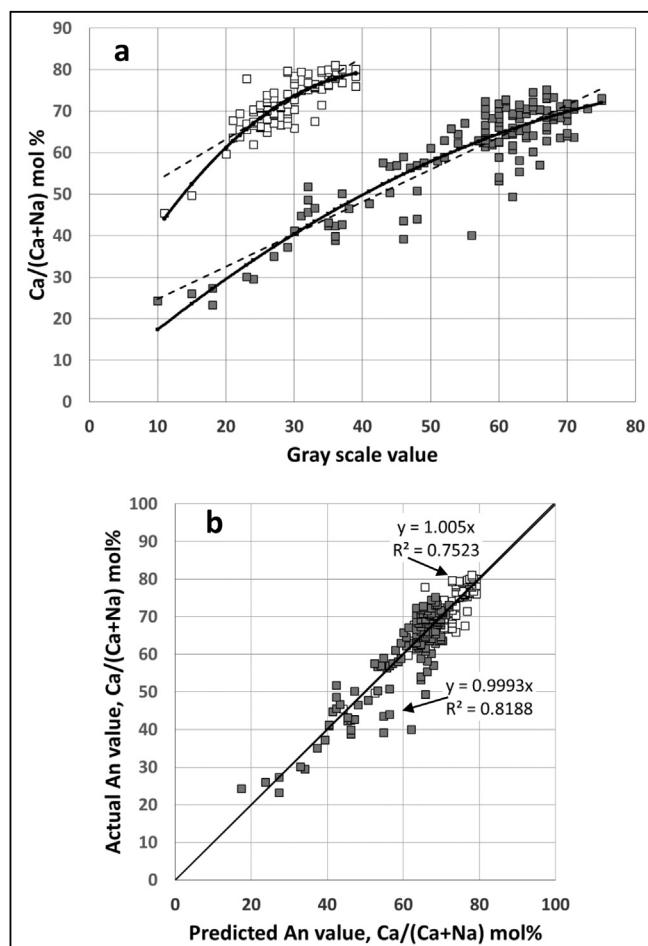 a
90
80
70
60
50
40
30
20
10
0
Ca/(Ca+Na) mol %
0 10 20 30 40 50 60 70 80
Gray scale value
b
100
90
80
70
60
50
40
30
20
10
0
Actual An value, Ca/(Ca+Na) mol%
y = 1.005x
R² = 0.7523
y = 0.9993x
R² = 0.8188
0 20 40 60 80 100
Predicted An value, Ca/(Ca+Na) mol%